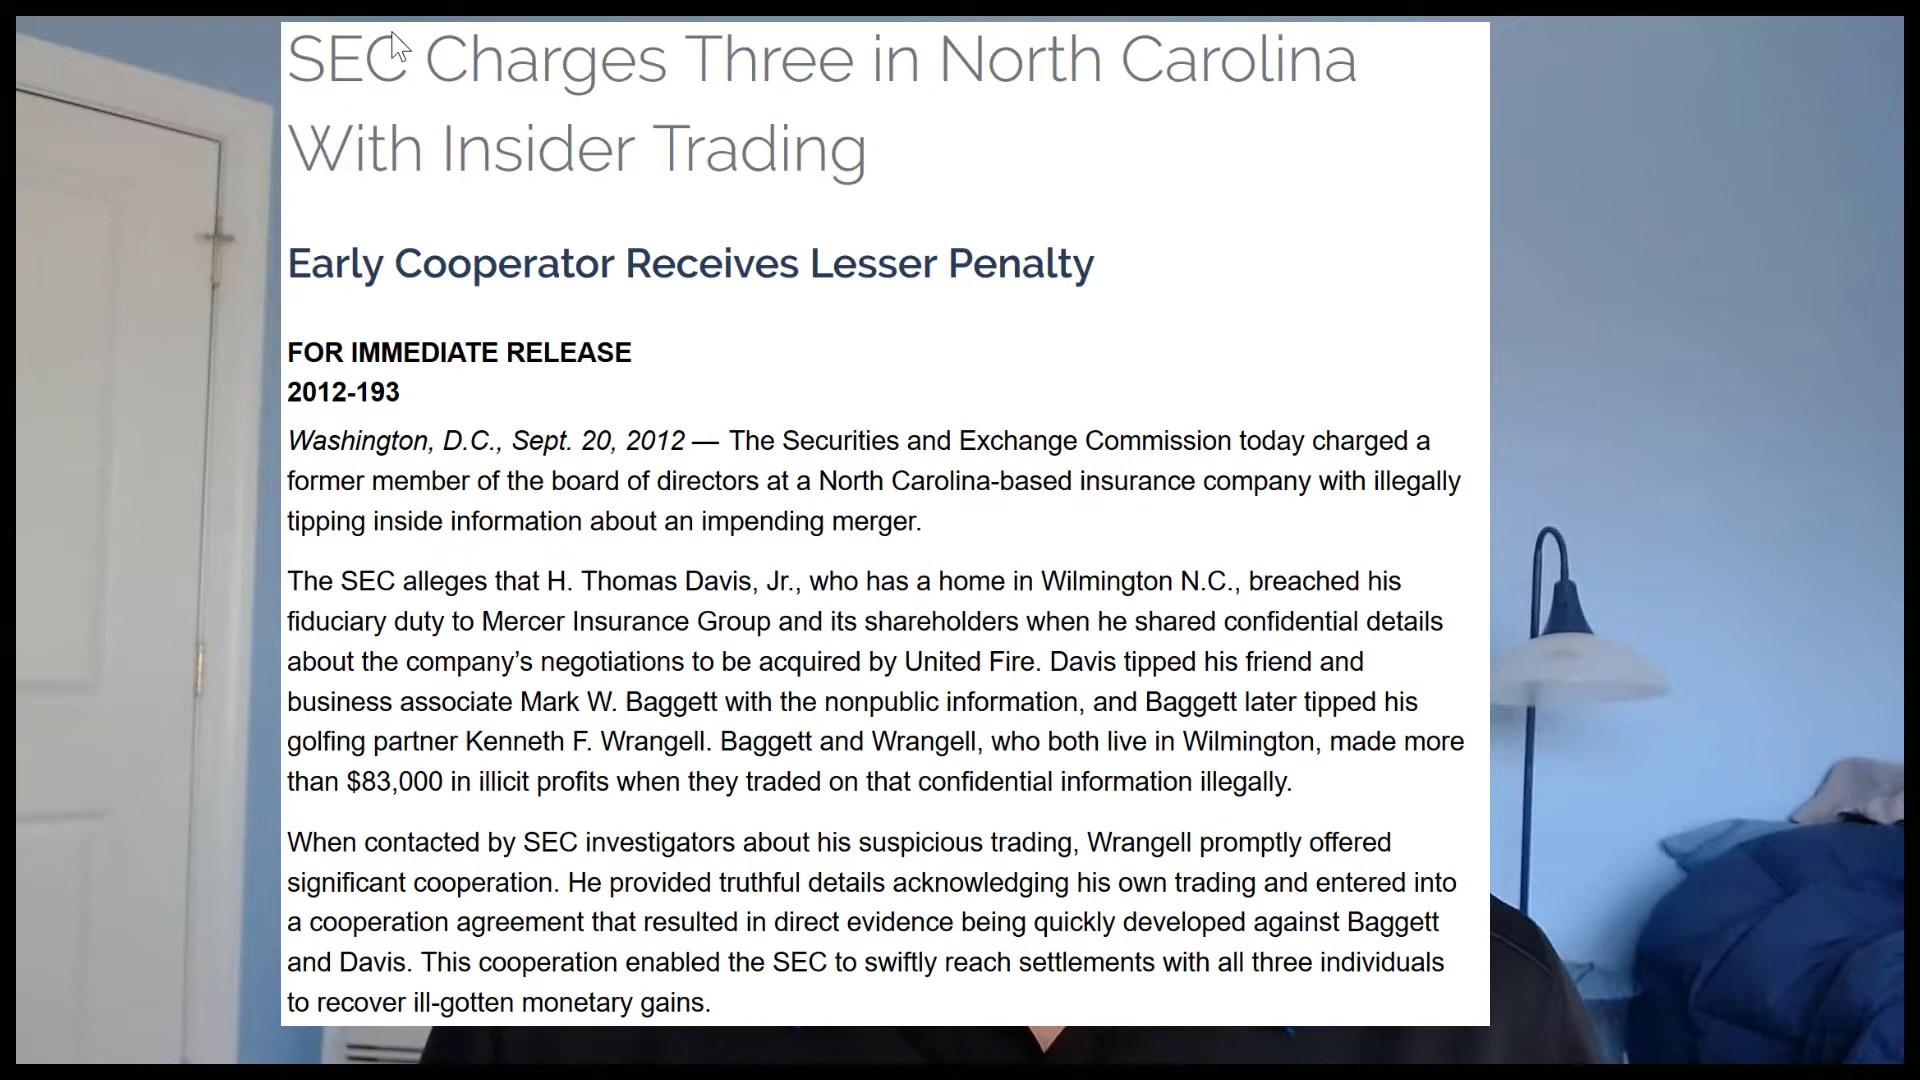 SEC Charges Three in North Carolina
With Insider Trading
Early Cooperator Receives Lesser Penalty
FOR IMMEDIATE RELEASE
2012-193
Washington, D.C., Sept. 20, 2012 — The Securities and Exchange Commission today charged a
former member of the board of directors at a North Carolina-based insurance company with illegally
tipping inside information about an impending merger.
The SEC alleges that H. Thomas Davis, Jr., who has a home in Wilmington N.C., breached his
fiduciary duty to Mercer Insurance Group and its shareholders when he shared confidential details
about the company’s negotiations to be acquired by United Fire. Davis tipped his friend and
business associate Mark W. Baggett with the nonpublic information, and Baggett later tipped his
golfing partner Kenneth F. Wrangell. Baggett and Wrangell, who both live in Wilmington, made more
than $83,000 in illicit profits when they traded on that confidential information illegally.
When contacted by SEC investigators about his suspicious trading, Wrangell promptly offered
significant cooperation. He provided truthful details acknowledging his own trading and entered into
a cooperation agreement that resulted in direct evidence being quickly developed against Baggett
and Davis. This cooperation enabled the SEC to swiftly reach settlements with all three individuals
to recover ill-gotten monetary gains.